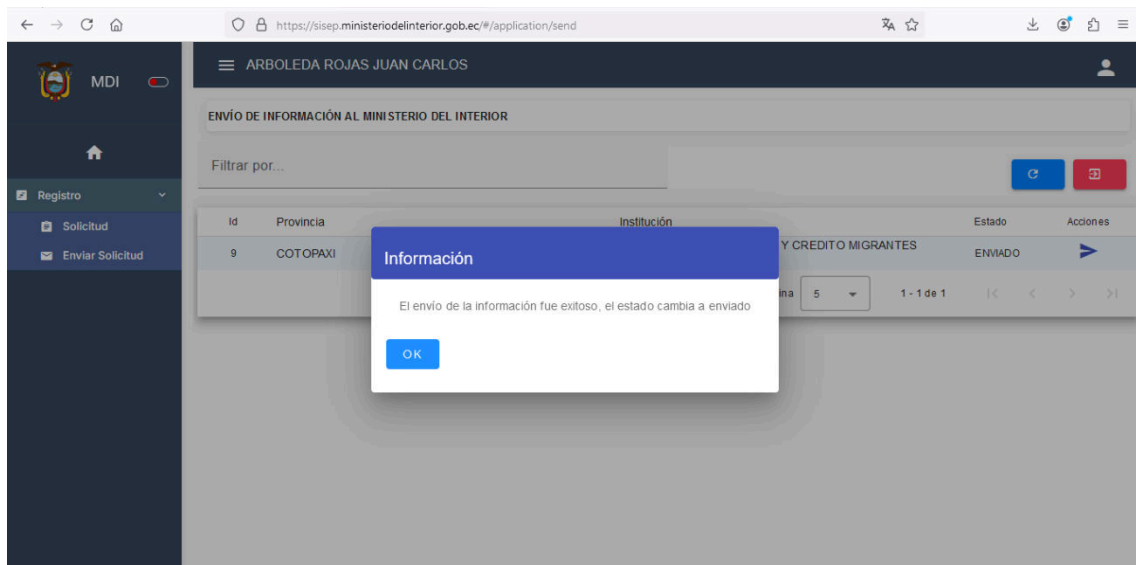 https://sisep.ministeriodelinterior.gob.ec/#/application/send
MDI
ARBOLEDA ROJAS JUAN CARLOS
ENVÍO DE INFORMACIÓN AL MINISTERIO DEL INTERIOR
Filtrar por...
Registro
Solicitud
Enviar Solicitud
Id Provincia Institución Estado Acciones
9 COTOPAXI Y CREDITO MIGRANTES ENVIADO
5 1 - 1 de 1
Información
El envío de la información fue exitoso, el estado cambia a enviado
OK